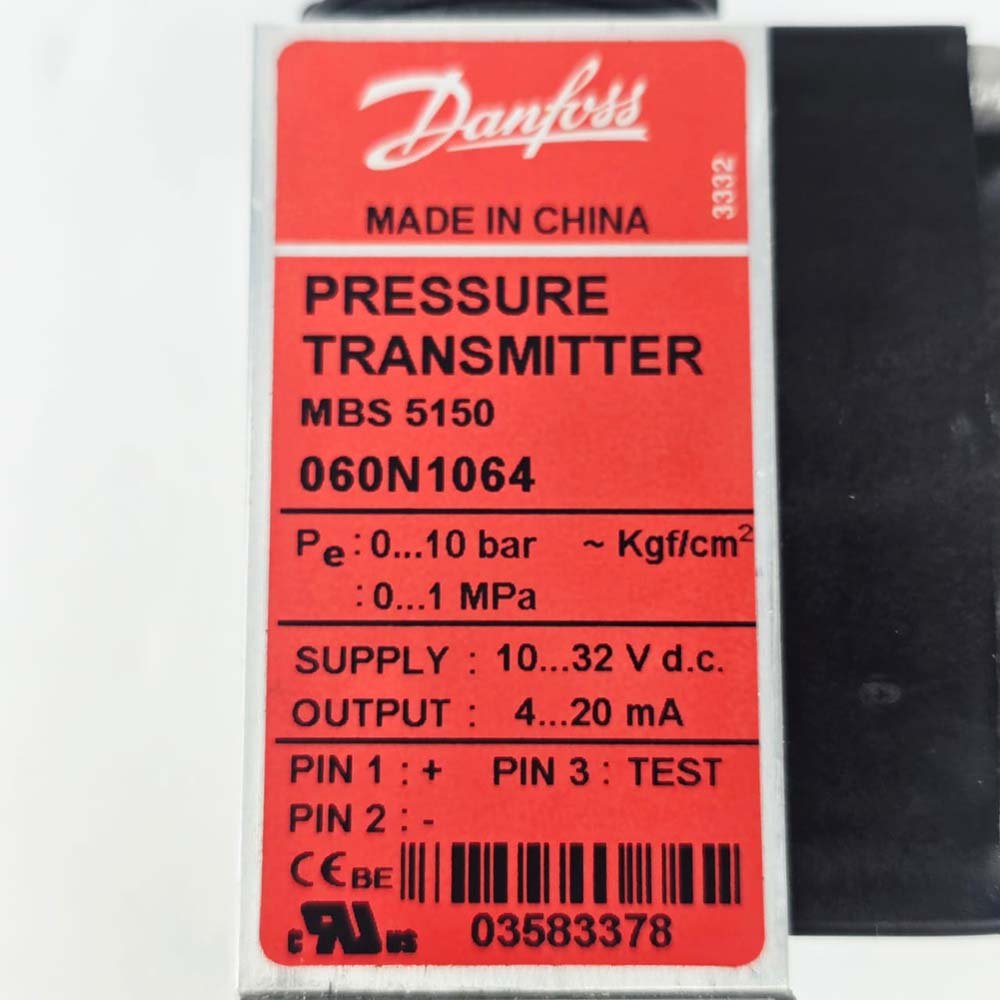 Danfoss
3332
MADE IN CHINA
PRESSURE
TRANSMITTER
MBS 5150
060N1064
Pe : 0...10 bar ~ Kgf/cm²
: 0...1 MPa
SUPPLY : 10...32 V d.c.
OUTPUT : 4...20 mA
PIN 1 : + PIN 3 : TEST
PIN 2 : -
CE BE
c RU us
03583378